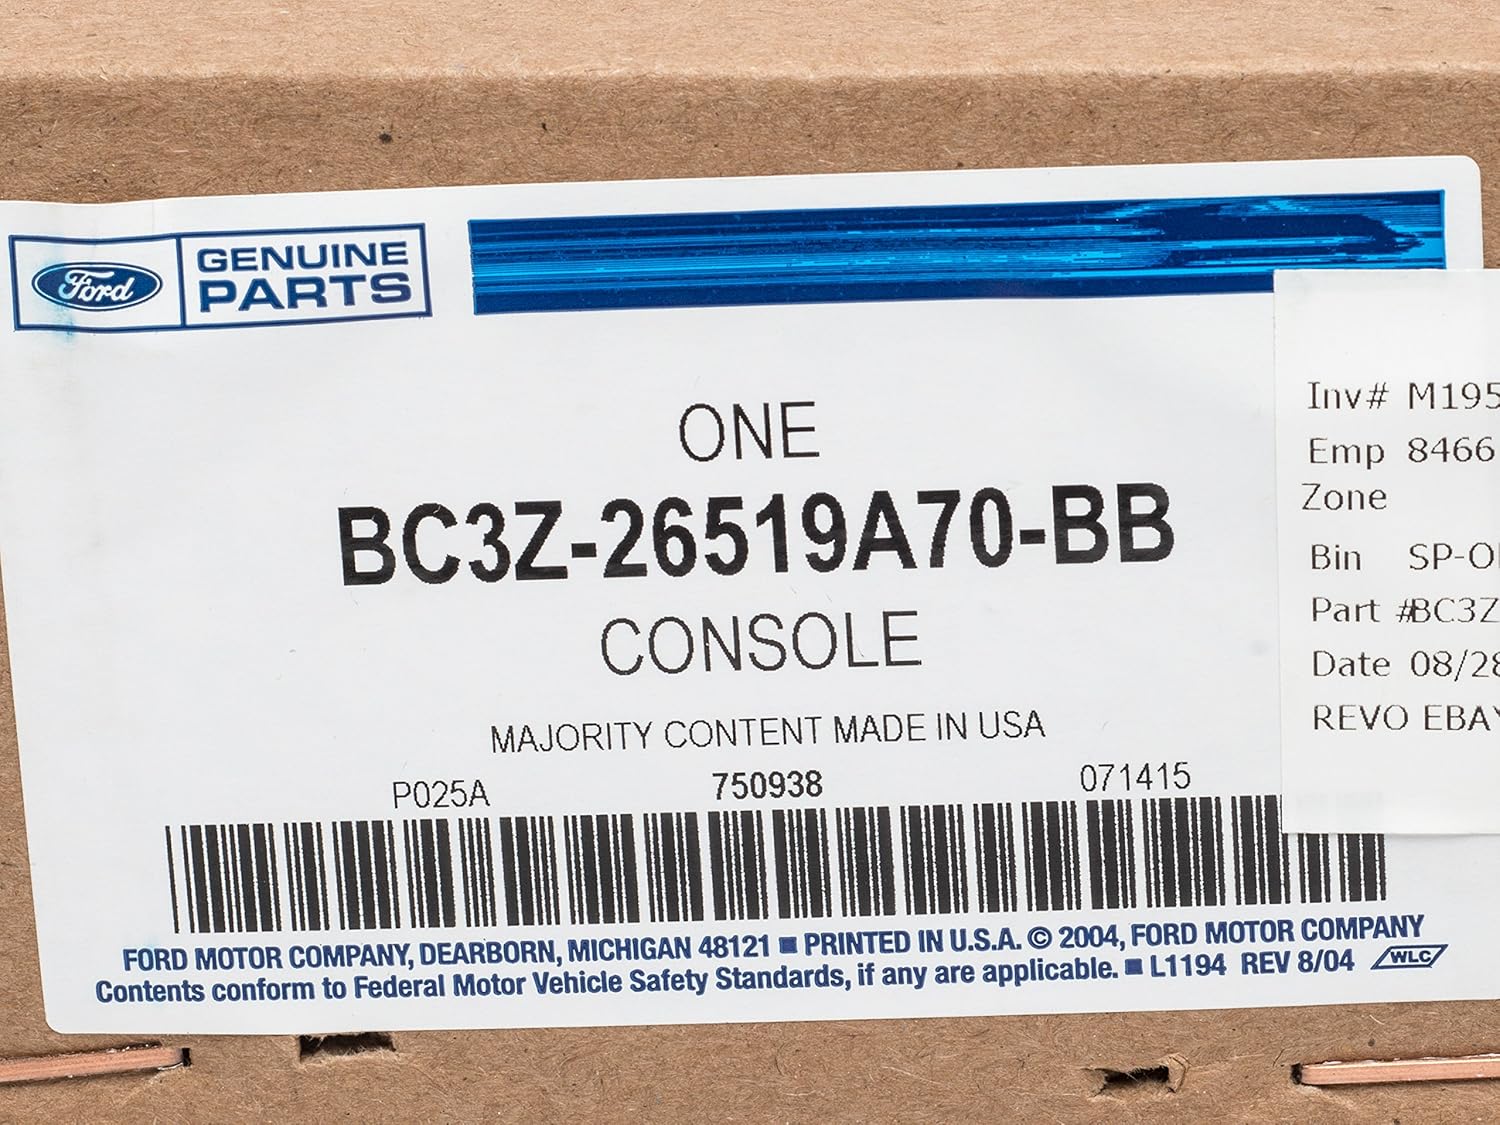 Ford
GENUINE
PARTS
ONE
BC3Z-26519A70-BB
CONSOLE
MAJORITY CONTENT MADE IN USA
P025A 750938 071415
FORD MOTOR COMPANY, DEARBORN, MICHIGAN 48121 ■ PRINTED IN U.S.A. © 2004, FORD MOTOR COMPANY
Contents conform to Federal Motor Vehicle Safety Standards, if any are applicable. ■ L1194 REV 8/04 WLC
Inv# M195
Emp 8466
Zone
Bin SP-O
Part #BC3Z
Date 08/28
REVO EBAY